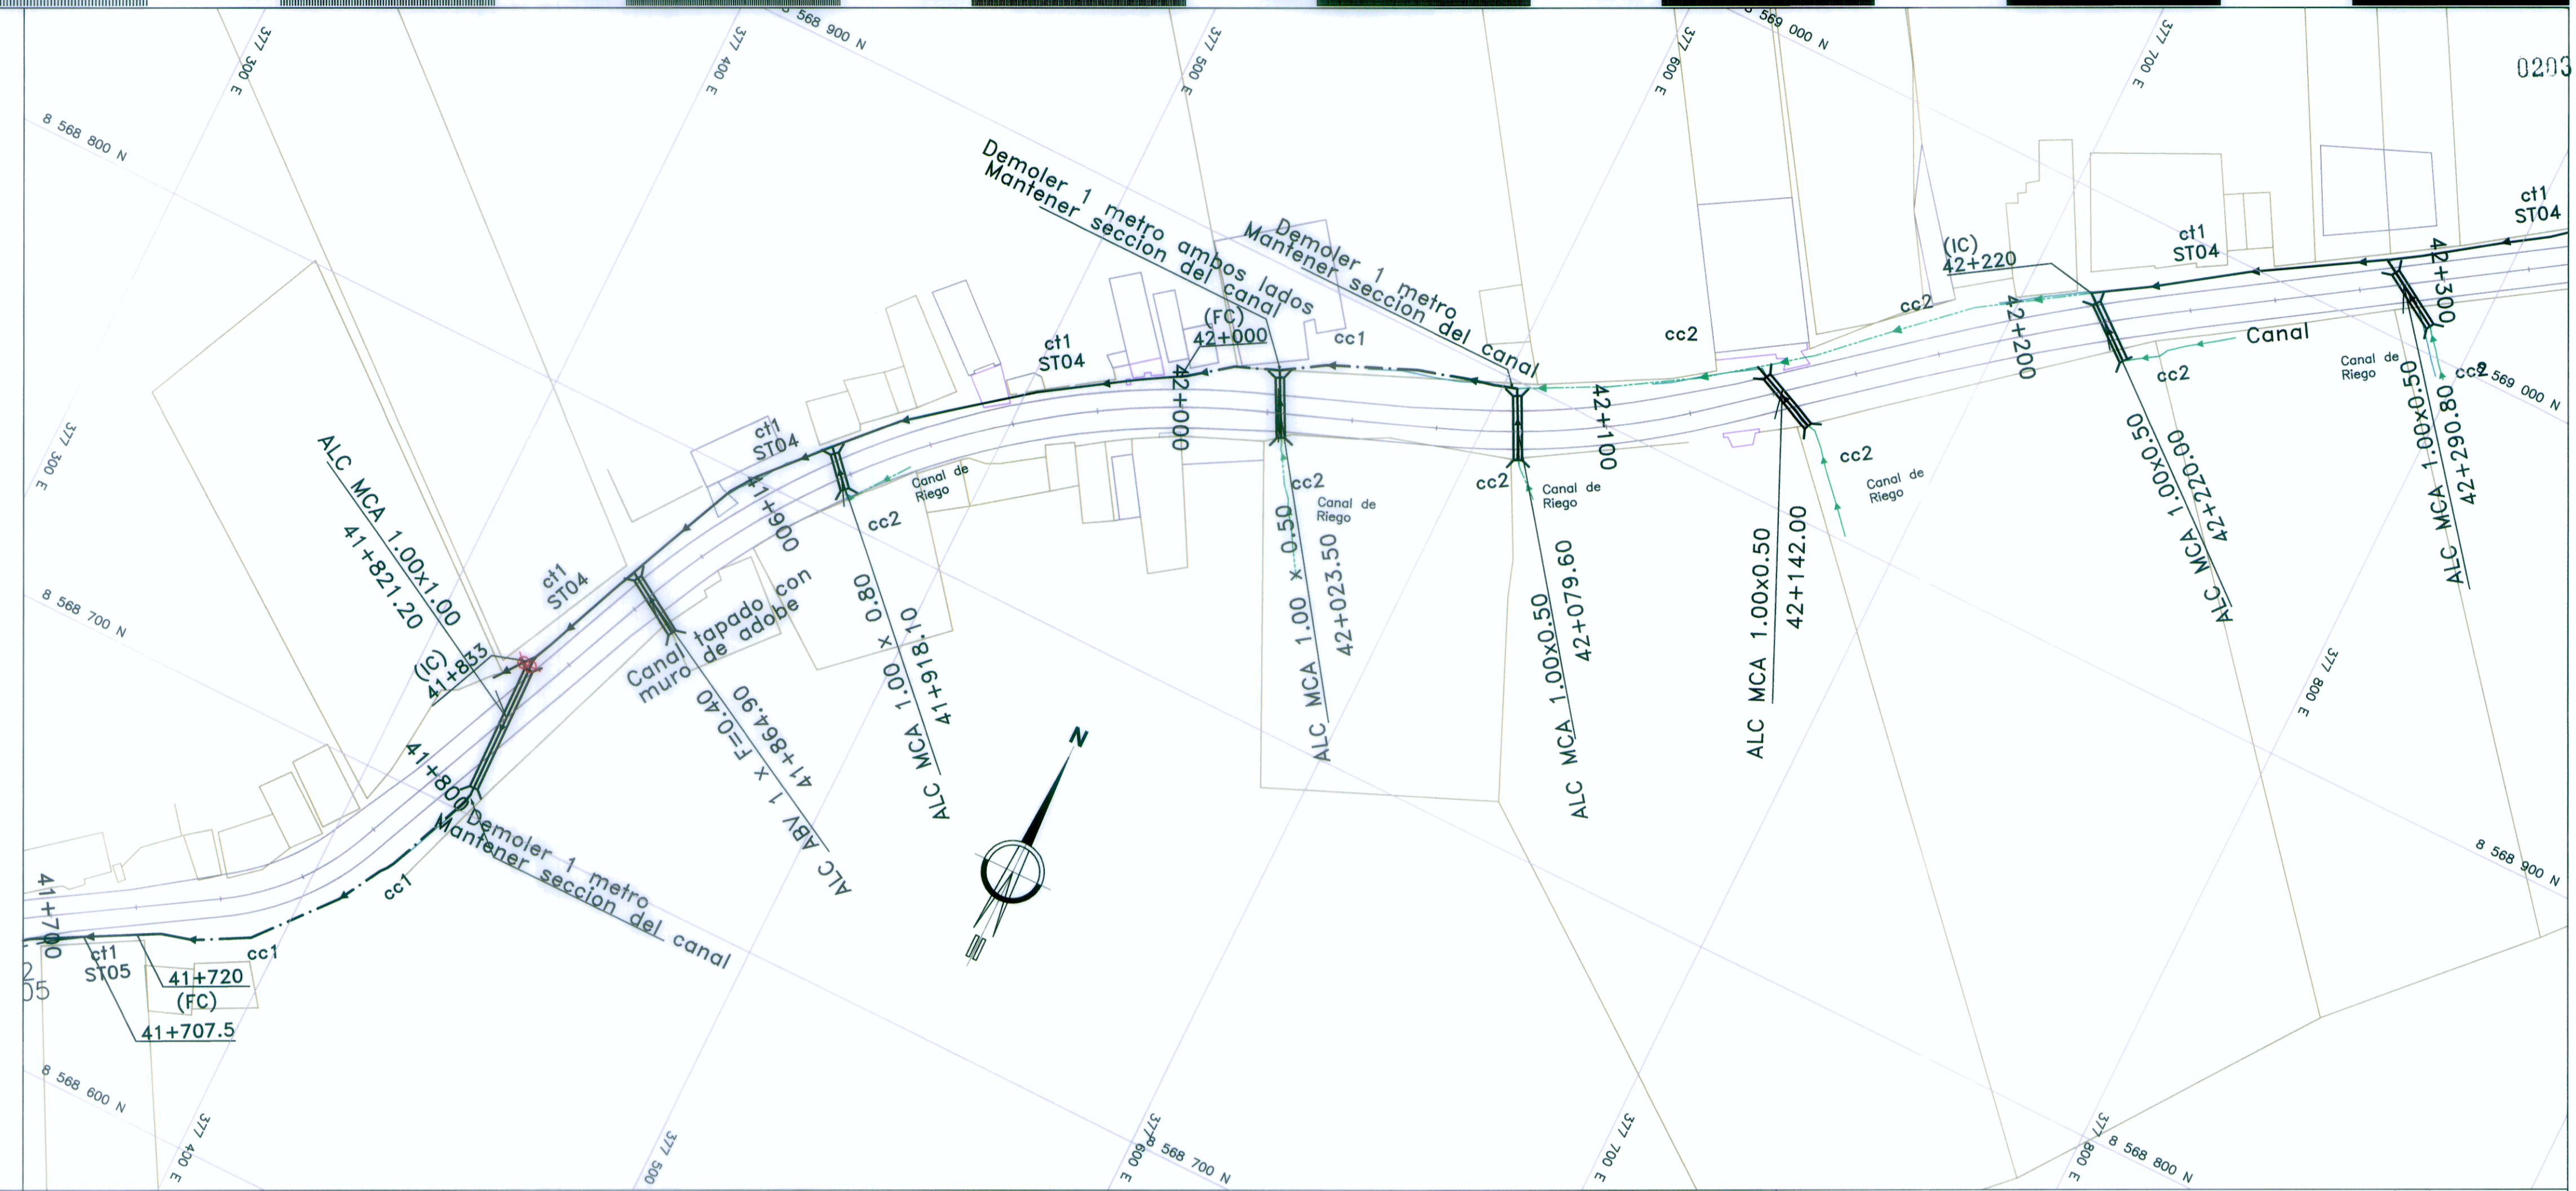 377 300 E
377 400 E
8 568 900 N
377 500 E
377 600 E
8 569 000 N
377 700 E
0203
8 568 800 N
Demoler 1 metro ambos lados
Mantener seccion del canal
Demoler 1 metro
Mantener seccion del canal
(FC)
42+000
cc1
cc2
cc2
(IC)
42+220
ct1
ST04
ct1
ST04
42+300
42+200
Canal
cc2
Canal de
Riego
cc2
8 569 000 N
ct1
ST04
42+000
42+100
ct1
ST04
41+900
Canal de
Riego
cc2
cc2
Canal de
Riego
cc2
Canal de
Riego
cc2
Canal de
Riego
377 300 E
ALC MCA 1.00x1.00
41+821.20
(IC)
41+833
ct1
ST04
Canal tapado con
muro de adobe
ALC ABV 1 x F=0.40
41+864.90
ALC MCA 1.00 x 0.80
41+918.10
ALC MCA 1.00 x 0.50
42+023.50
ALC MCA 1.00x0.50
42+079.60
ALC MCA 1.00x0.50
42+142.00
ALC MCA 1.00x0.50
42+220.00
ALC MCA 1.00x0.50
42+290.80
8 568 700 N
377 800 E
N
41+800
Demoler 1 metro
Mantener seccion del canal
cc1
41+700
cc1
ct1
ST05
2
05
41+720
(FC)
41+707.5
8 568 900 N
8 568 600 N
377 400 E
377 500
377 600 E
8 568 700 N
377 700 E
377 800 E
8 568 800 N